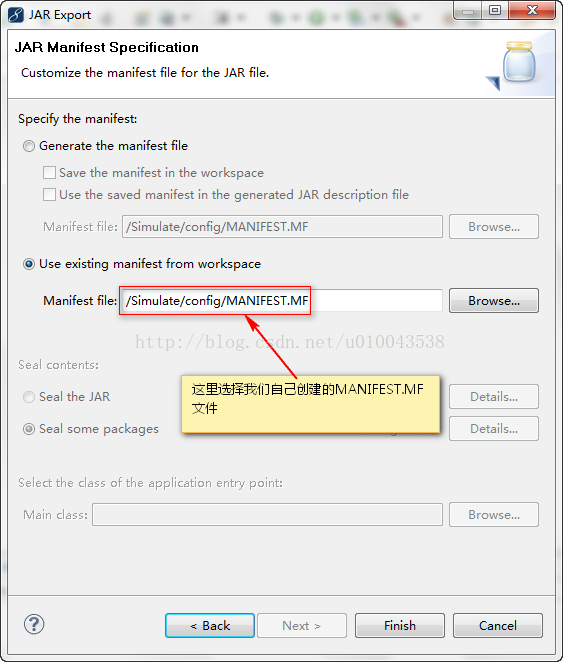 JAR Export
JAR Manifest Specification
Customize the manifest file for the JAR file.
Specify the manifest:
Generate the manifest file
Save the manifest in the workspace
Use the saved manifest in the generated JAR description file
Manifest file: /Simulate/config/MANIFEST.MF Browse...
Use existing manifest from workspace
Manifest file: /Simulate/config/MANIFEST.MF Browse...
http://blog.csdn.net/u010043538
Seal contents:
这里选择我们自己创建的MANIFEST.MF
文件
Seal the JAR Details...
Seal some packages Details...
Select the class of the application entry point:
Main class: Browse...
? < Back Next > Finish Cancel